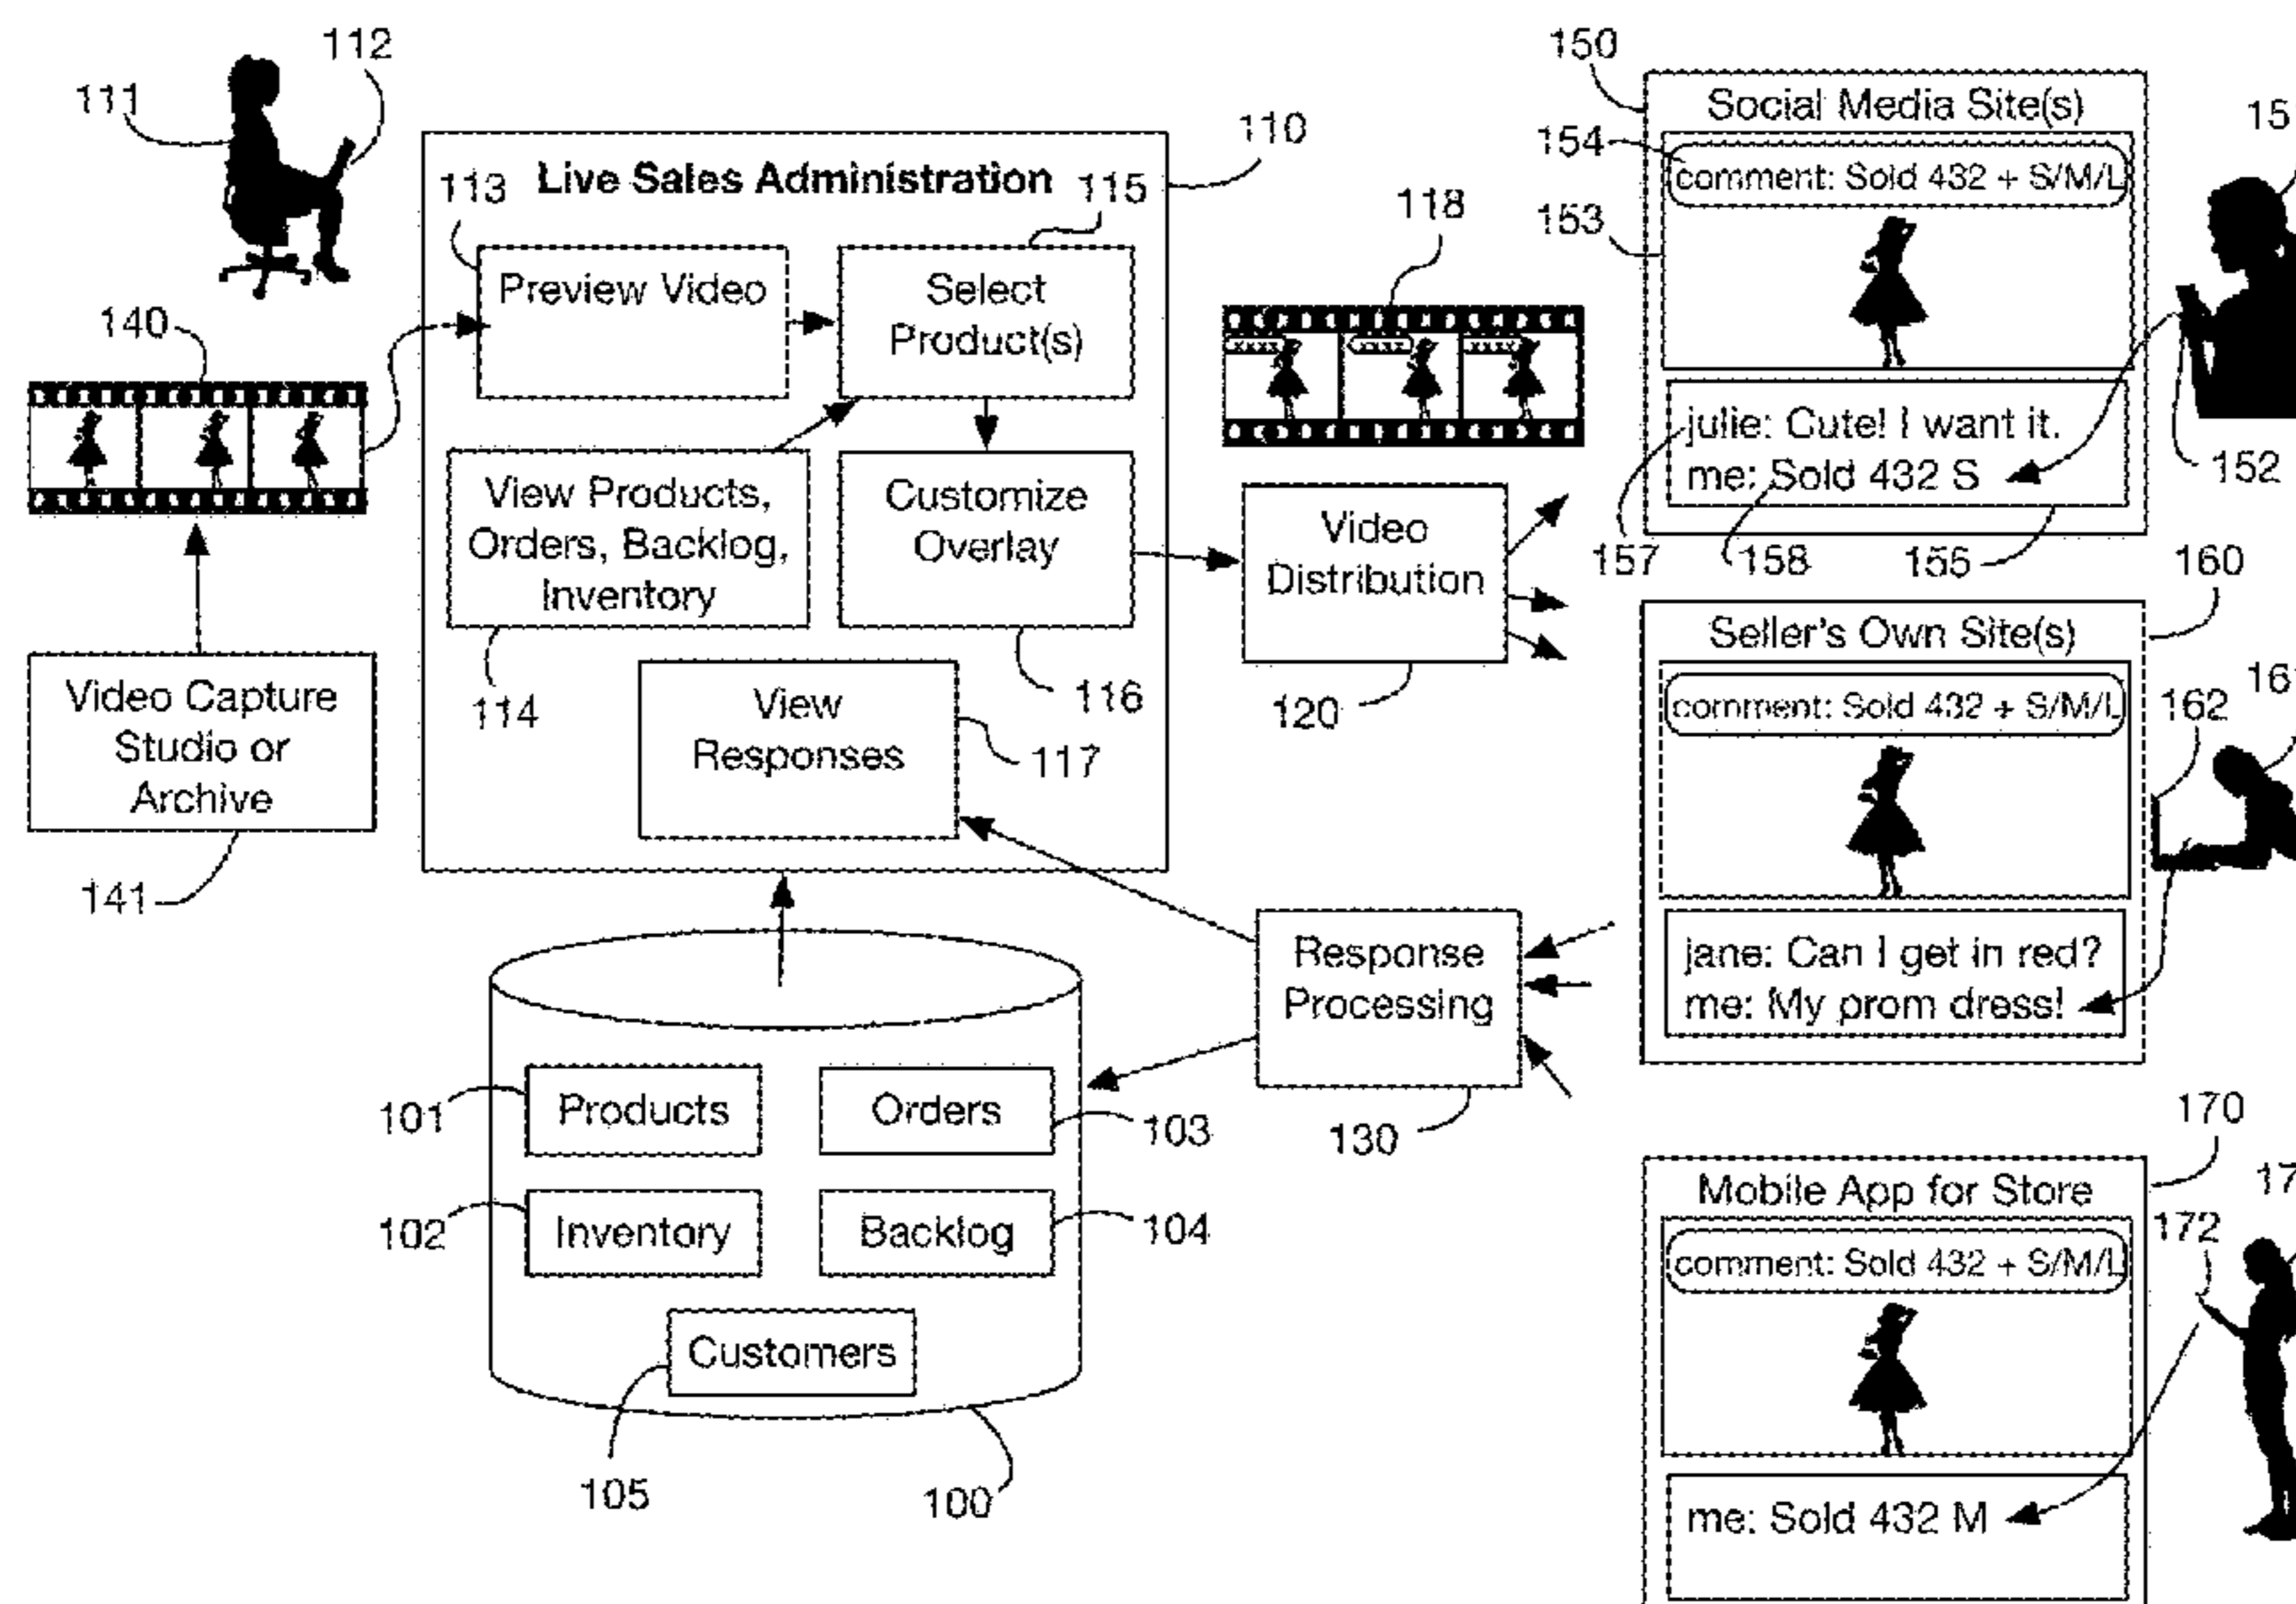 112
111
140
Video Capture
Studio or
Archive
141
110
Live Sales Administration
113
115
Preview Video
Select
Product(s)
View Products,
Orders, Backlog,
Inventory
Customize
Overlay
114
116
View
Responses
117
118
xxxx
xxxx
xxxx
Video
Distribution
120
Response
Processing
130
101
Products
Orders
103
102
Inventory
Backlog
104
Customers
105
100
150
Social Media Site(s)
154
comment: Sold 432 + S/M/L
153
julie: Cute! I want it.
me: Sold 432 S
152
157
158
160
Seller's Own Site(s)
comment: Sold 432 + S/M/L
162
jane: Can I get in red?
me: My prom dress!
170
Mobile App for Store
172
comment: Sold 432 + S/M/L
me: Sold 432 M